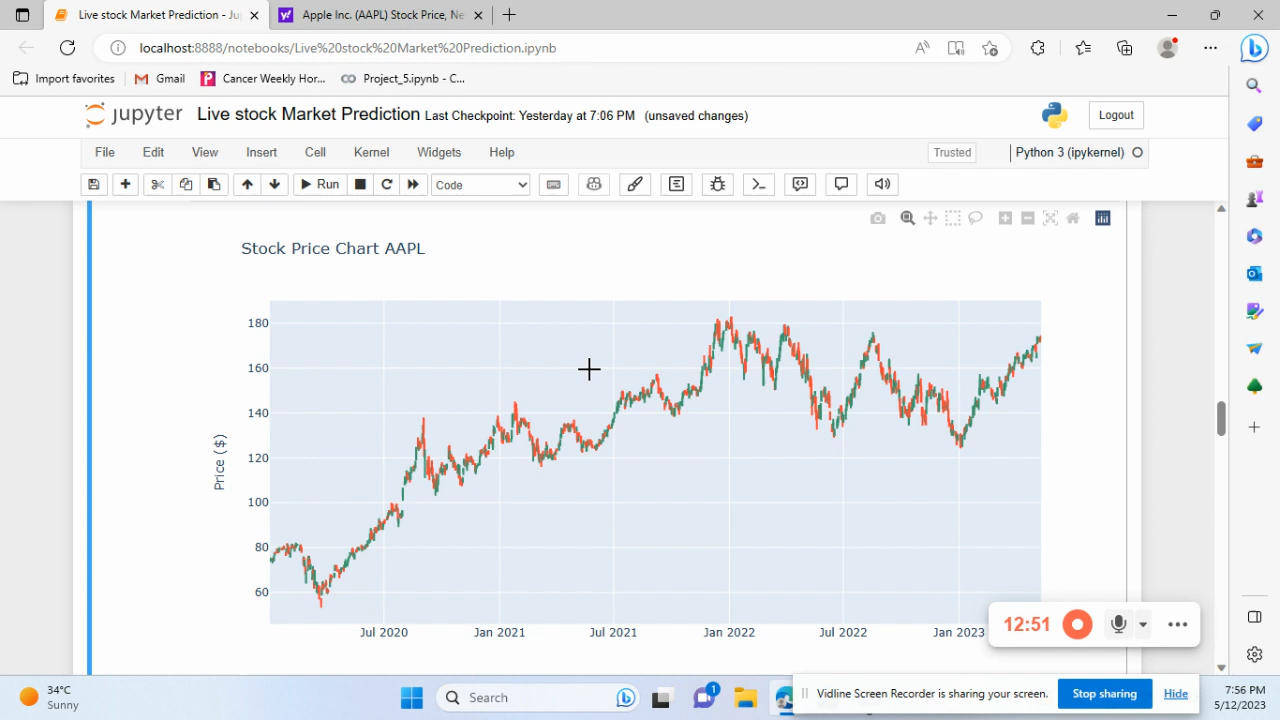 Live stock Market Prediction - Ju
Apple Inc. (AAPL) Stock Price, Ne
localhost:8888/notebooks/Live%20stock%20Market%20Prediction.ipynb
Import favorites
Gmail
Cancer Weekly Hor...
Project_5.ipynb - C...
jupyter
Live stock Market Prediction Last Checkpoint: Yesterday at 7:06 PM (unsaved changes)
Logout
File
Edit
View
Insert
Cell
Kernel
Widgets
Help
Trusted
Python 3 (ipykernel)
Run
Code
Stock Price Chart AAPL
Price ($)
180
160
140
120
100
80
60
Jul 2020
Jan 2021
Jul 2021
Jan 2022
Jul 2022
Jan 2023
12:51
34°C
Sunny
Search
1
Vidline Screen Recorder is sharing your screen.
Stop sharing
Hide
7:56 PM
5/12/2023